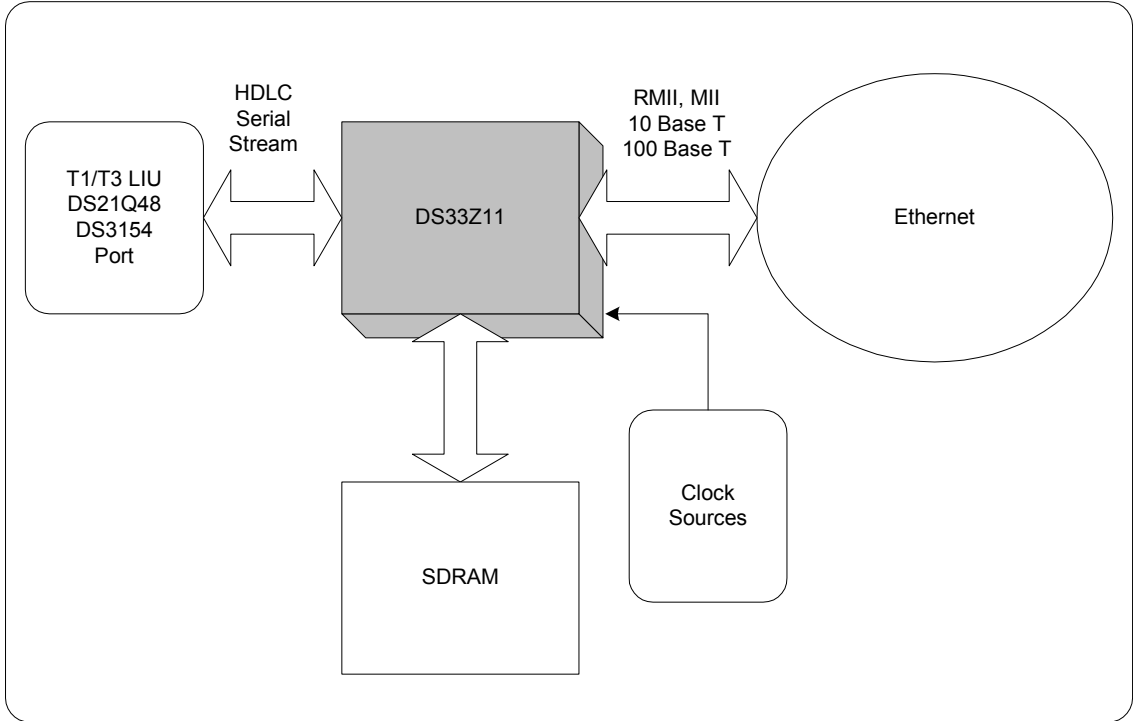 HDLC
Serial
Stream
RMII, MII
10 Base T
100 Base T
T1/T3 LIU
DS21Q48
DS3154
Port
DS33Z11
Ethernet
Clock
Sources
SDRAM